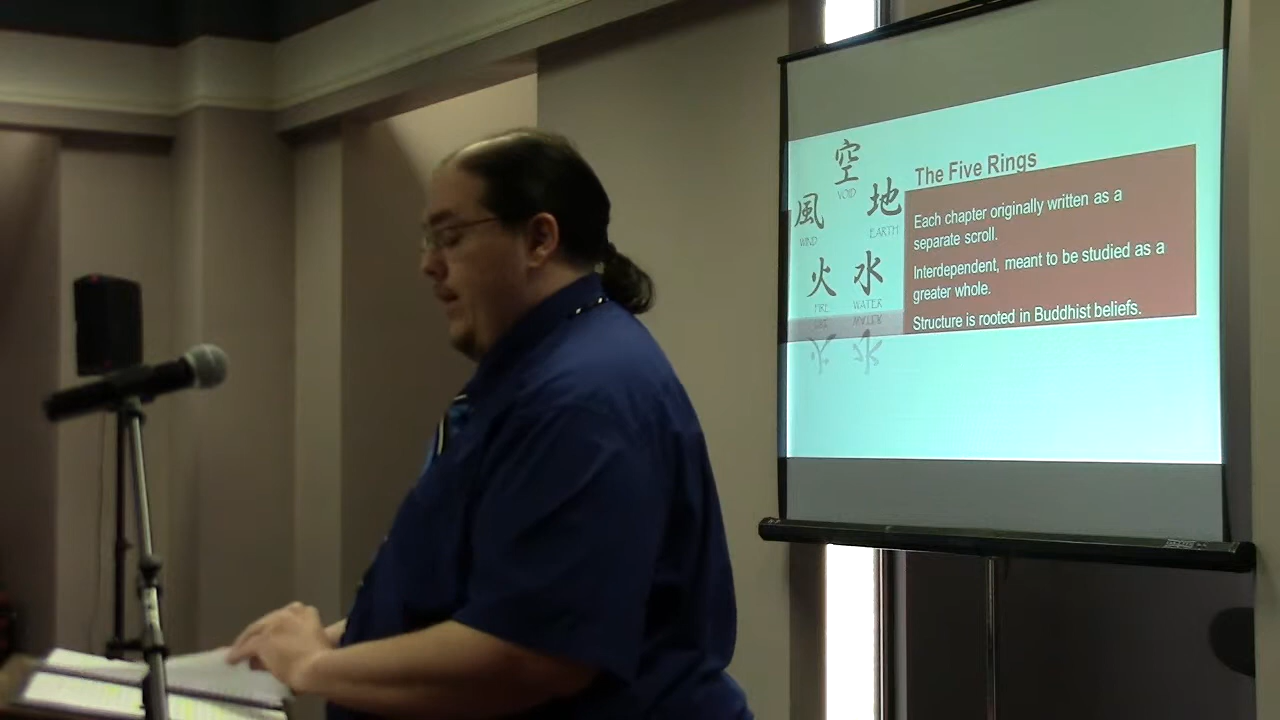 空
VOID
風
WIND
地
EARTH
火
FIRE
水
WATER
The Five Rings
Each chapter originally written as a
separate scroll.
Interdependent, meant to be studied as a
greater whole.
Structure is rooted in Buddhist beliefs.